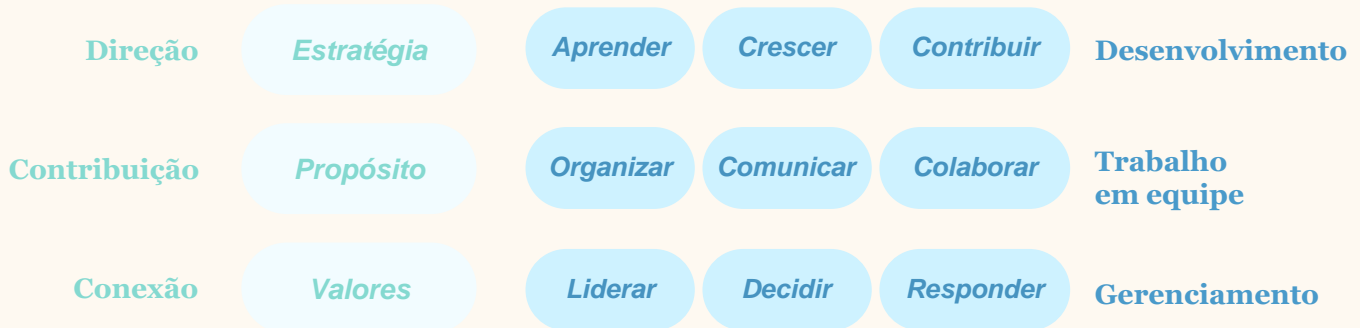 Direção Estratégia Aprender Crescer Contribuir Desenvolvimento
Contribuição Propósito Organizar Comunicar Colaborar Trabalho
em equipe
Conexão Valores Liderar Decidir Responder Gerenciamento